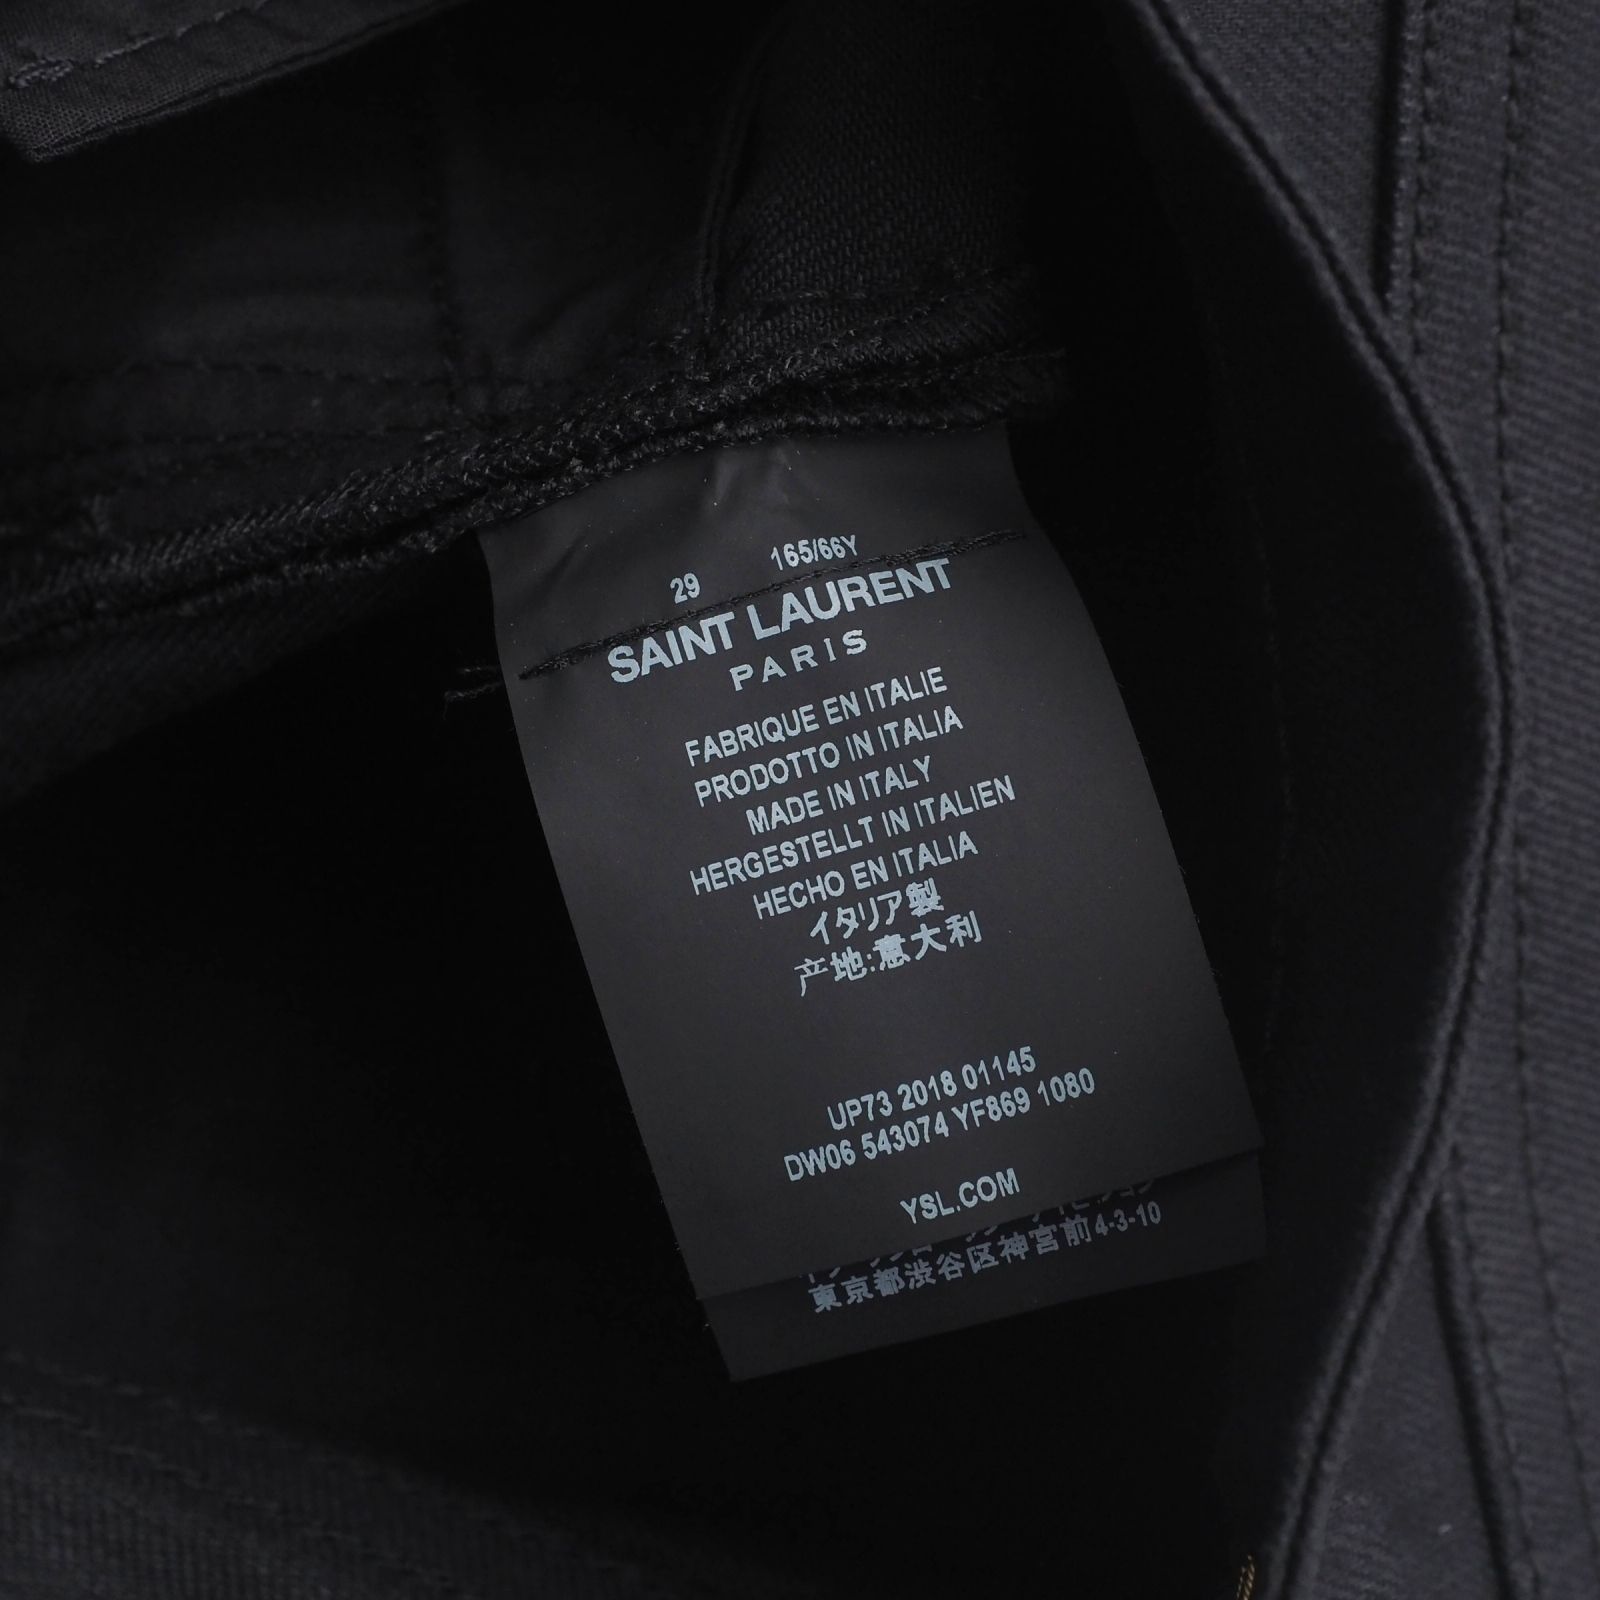 29 165/66Y
SAINT LAURENT
PARIS
FABRIQUE EN ITALIE
PRODOTTO IN ITALIA
MADE IN ITALY
HERGESTELLT IN ITALIEN
HECHO EN ITALIA
イタリア製
产地:意大利
UP73 2018 01145
DW06 543074 YF869 1080
YSL.COM
東京都渋谷区神宮前4-3-10